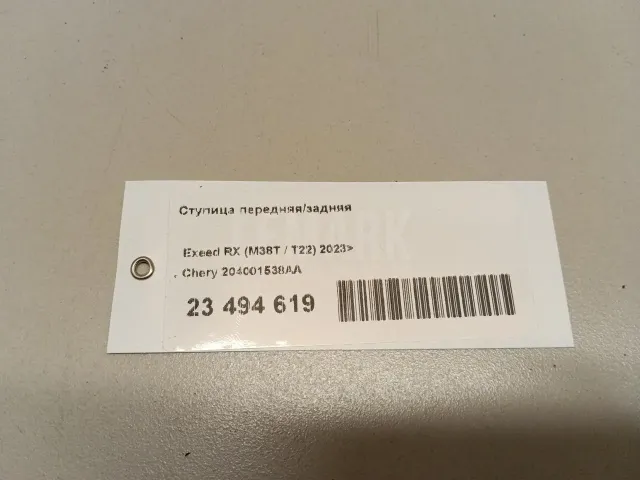 Ступица передняя/задняя
Exeed RX (M38T / T22) 2023>
, Chery 204001538AA
23 494 619